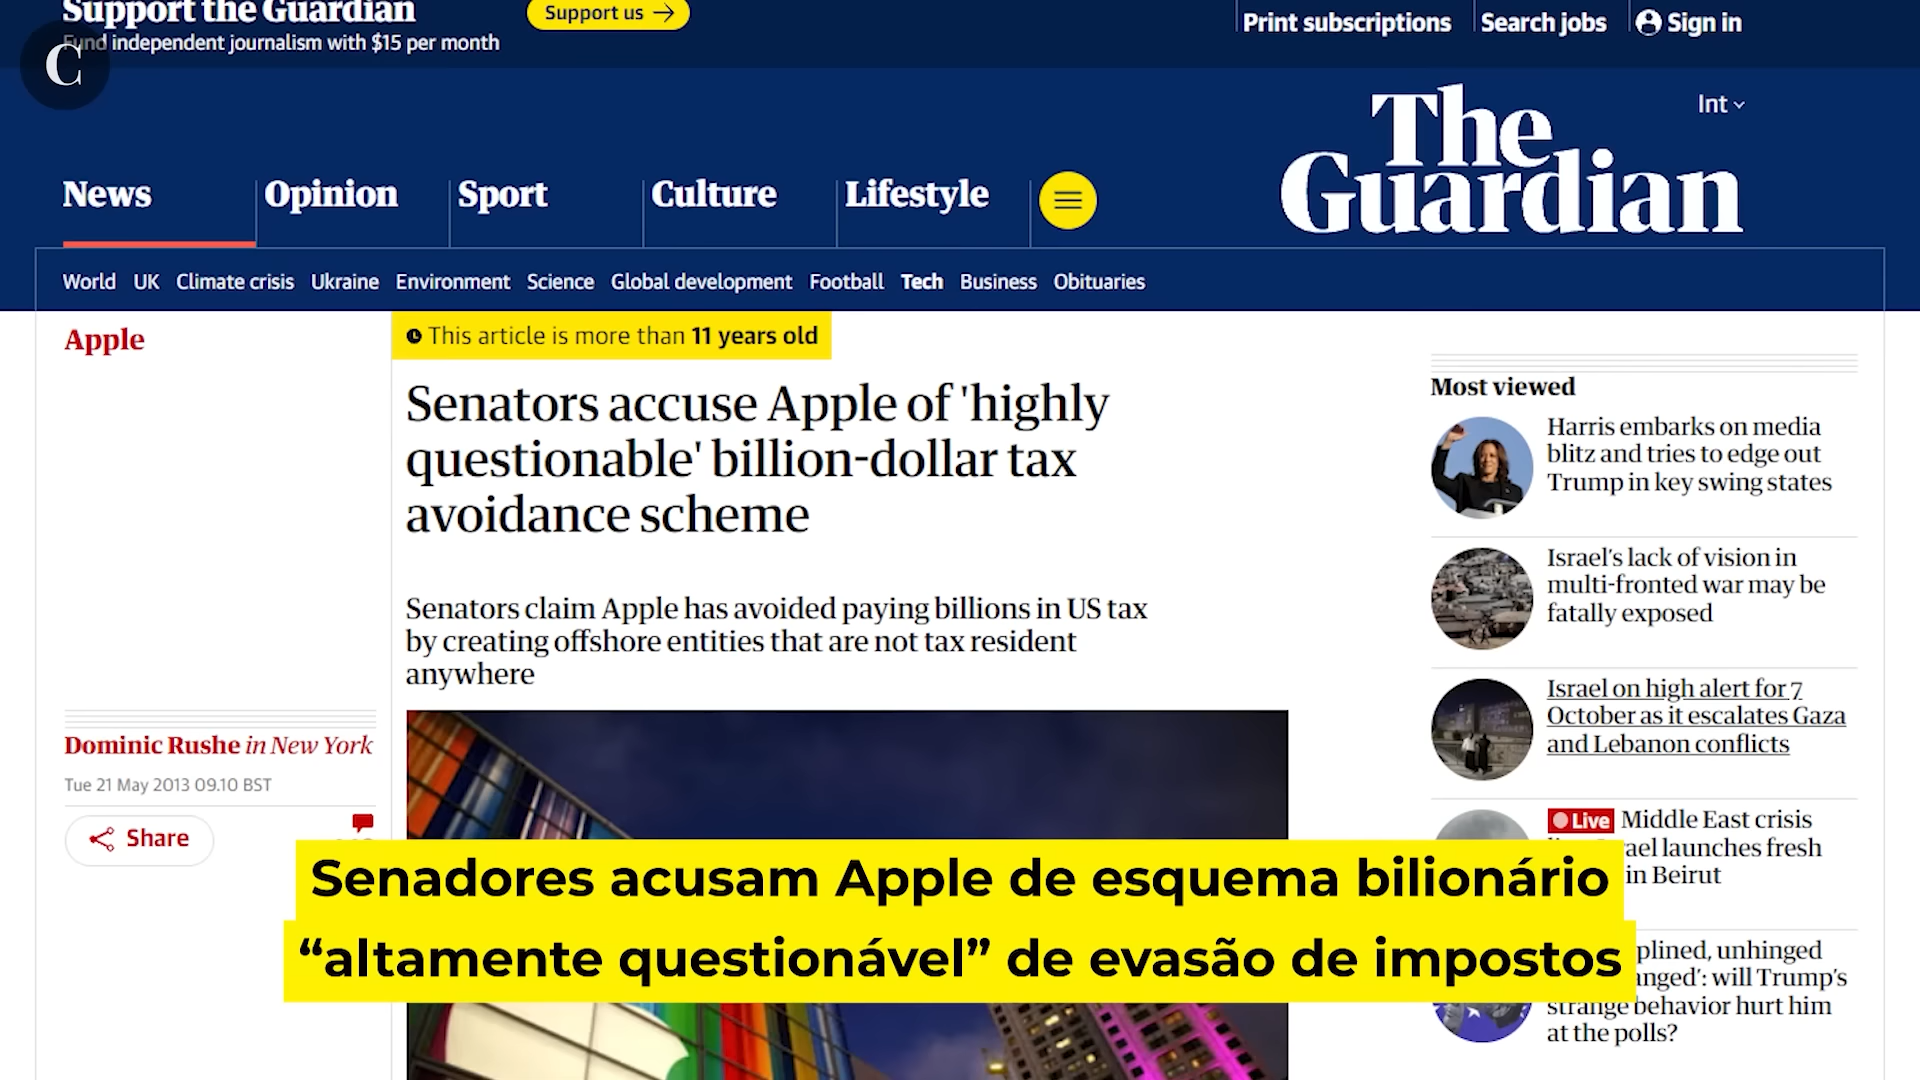 Support the Guardian
Fund independent journalism with $15 per month
Support us
Print subscriptions
Search jobs
Sign in
C
Int
The
Guardian
News
Opinion
Sport
Culture
Lifestyle
World UK Climate crisis Ukraine Environment Science Global development Football Tech Business Obituaries
Apple
This article is more than 11 years old
Senators accuse Apple of 'highly
questionable' billion-dollar tax
avoidance scheme
Senators claim Apple has avoided paying billions in US tax
by creating offshore entities that are not tax resident
anywhere
Dominic Rushe in New York
Tue 21 May 2013 09.10 BST
Share
Most viewed
Harris embarks on media
blitz and tries to edge out
Trump in key swing states
Israel's lack of vision in
multi-fronted war may be
fatally exposed
Israel on high alert for 7
October as it escalates Gaza
and Lebanon conflicts
Live Middle East crisis
launches fresh
in Beirut
unhinged
will Trump's
strange behavior hurt him
at the polls?
Senadores acusam Apple de esquema bilionário
“altamente questionável” de evasão de impostos